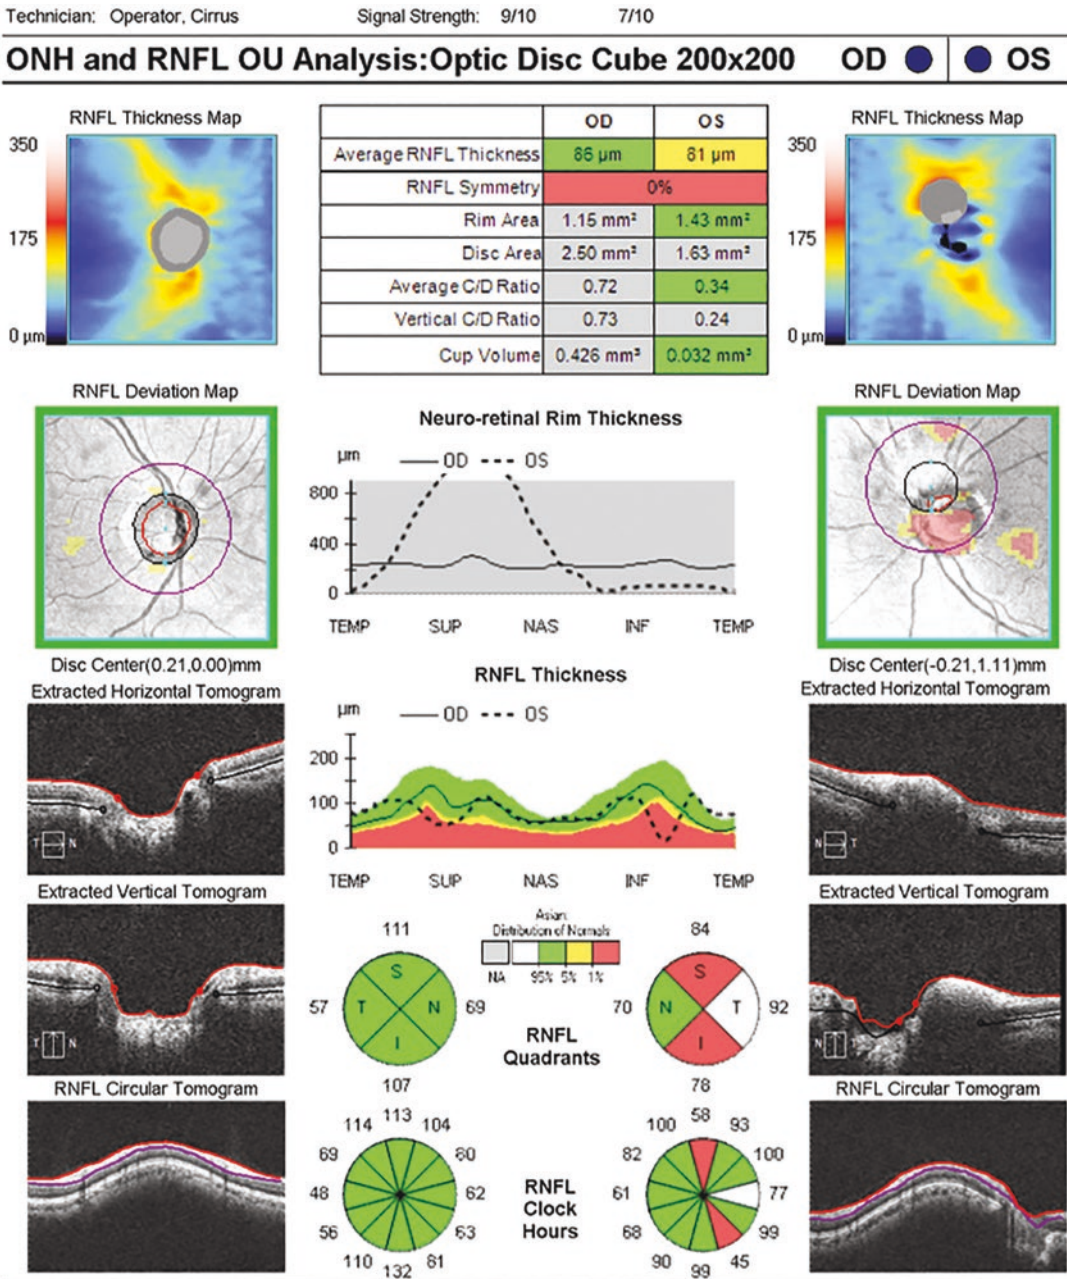 Technician: Operator, Cirrus Signal Strength: 9/10 7/10
ONH and RNFL OU Analysis:Optic Disc Cube 200x200 OD OS
RNFL Thickness Map
350
175
0 µm
OD OS
Average RNFL Thickness 86 µm 81 µm
RNFL Symmetry 0%
Rim Area 1.15 mm² 1.43 mm²
Disc Area 2.50 mm² 1.63 mm²
Average C/D Ratio 0.72 0.34
Vertical C/D Ratio 0.73 0.24
Cup Volume 0.426 mm³ 0.032 mm³
RNFL Thickness Map
350
175
0 µm
RNFL Deviation Map
Disc Center(0.21,0.00)mm
Neuro-retinal Rim Thickness
µm OD OS
800
400
0
TEMP SUP NAS INF TEMP
RNFL Deviation Map
Disc Center(-0.21,1.11)mm
Extracted Horizontal Tomogram
T N
RNFL Thickness
µm OD OS
200
100
0
TEMP SUP NAS INF TEMP
Extracted Horizontal Tomogram
N T
Extracted Vertical Tomogram
T N
111
57 S T N I 69
107
Asian
Distribution of Normals
NA 95% 5% 1%
RNFL
Quadrants
84
70 S N T I 92
78
Extracted Vertical Tomogram
N T
RNFL Circular Tomogram
113
114 104
69 80
48 62
56 63
110 81
132
RNFL
Clock
Hours
58
100 93
82 100
61 77
68 99
90 45
99
RNFL Circular Tomogram